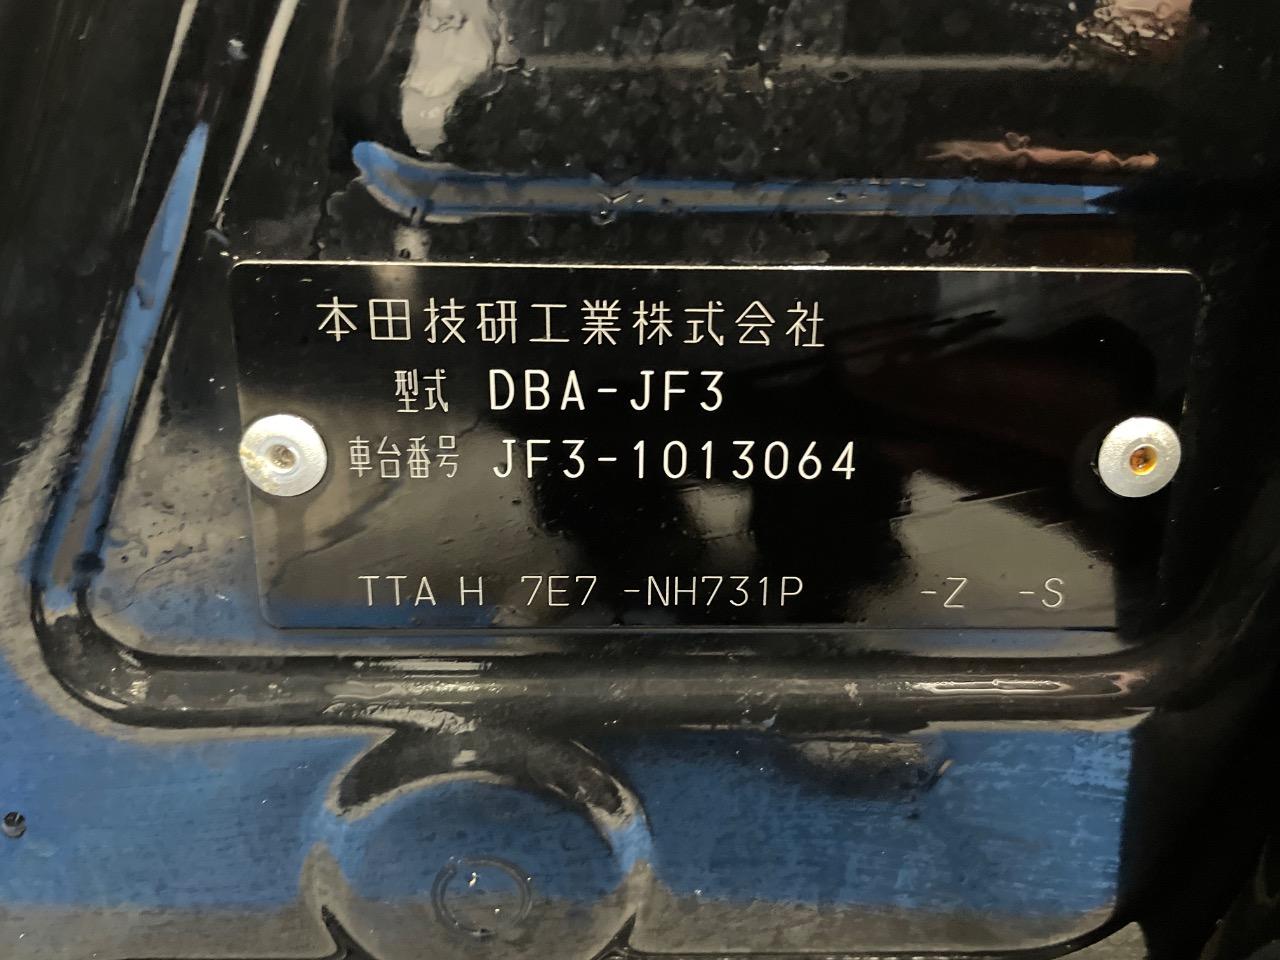 本田技研工業株式会社
型式 DBA-JF3
車台番号 JF3-1013064
TTA H 7E7 -NH731P -Z -S